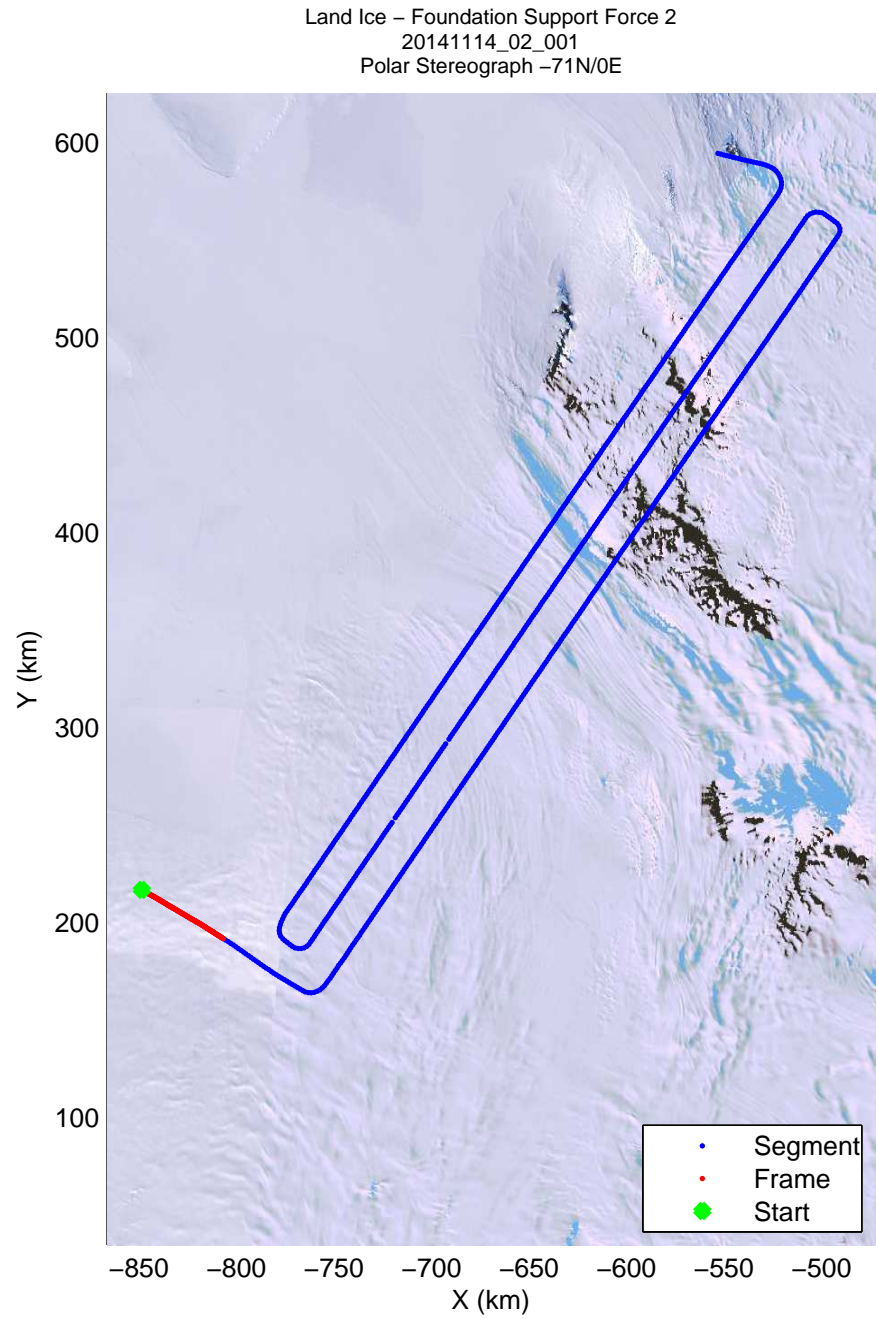 Land Ice − Foundation Support Force 2
20141114_02_001
Polar Stereograph −71N/0E
600
500
400
300
200
100
Y (km)
−850 −800 −750 −700 −650 −600 −550 −500
X (km)
Segment
Frame
Start